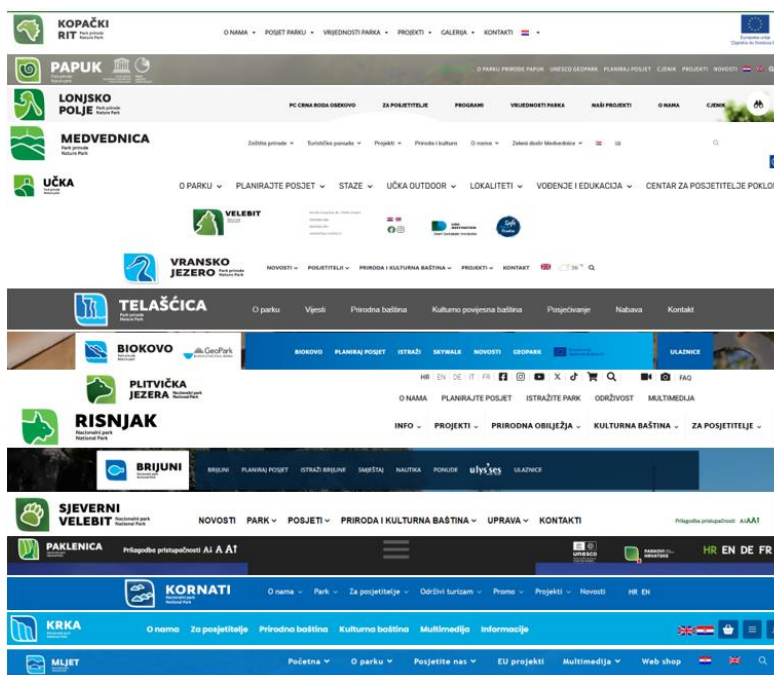 KOPAČKI
RIT Park prirode
Nature Park
O NAMA POSJET PARKU VRIJEDNOSTI PARKA PROJEKTI GALERIJA KONTAKTI
Europska unija
PAPUK
O PARKU PRIRODE PAPUK UNESCO GEOPARK PLANIRAJ POSJET CJENIK PROJEKTI NOVOSTI
LONJSKO
POLJE Park prirode
Nature Park
PC CRNA RODA OSEKOVO ZA POSJETITELJE PROGRAMI VRIJEDNOSTI PARKA NAŠI PROJEKTI O NAMA CJENIK
MEDVEDNICA
Park prirode
Nature Park
Zaštita prirode Turistička ponuda Projekti Priroda i kultura O nama Zeleni dodir Medvednice
UČKA
O PARKU PLANIRAJTE POSJET STAZE UČKA OUTDOOR LOKALITETI VOĐENJE I EDUKACIJA CENTAR ZA POSJETITELJE POKLO
VELEBIT
VRANSKO
JEZERO Park prirode
Nature Park
NOVOSTI POSJETITELJI PRIRODA I KULTURNA BAŠTINA PROJEKTI KONTAKT
TELAŠĆICA
Park prirode
Nature Park
O parku Vijesti Prirodna baština Kulturno povijesna baština Posjećivanje Nabava Kontakt
BIOKOVO GeoPark
BIOKOVO PLANIRAJ POSJET ISTRAŽI SKYWALK NOVOSTI GEOPARK ULAZNICE
PLITVIČKA
JEZERA Nacionalni park
National Park
HR EN DE IT FR FAQ
O NAMA PLANIRAJTE POSJET ISTRAŽITE PARK ODRŽIVOST MULTIMEDIJA
RISNJAK
Nacionalni park
National Park
INFO PROJEKTI PRIRODNA OBILJEŽJA KULTURNA BAŠTINA ZA POSJETITELJE
BRIJUNI
BRIJUNI PLANIRAJ POSJET ISTRAŽI BRIJUNE SMJEŠTAJ NAUTIKA PONUDE ulysses ULAZNICE
SJEVERNI
VELEBIT Nacionalni park
National Park
NOVOSTI PARK POSJETI PRIRODA I KULTURNA BAŠTINA UPRAVA KONTAKTI
Prilagodba pristupačnosti
PAKLENICA
Prilagodba pristupačnosti
unesco
HR EN DE FR
KORNATI
Nacionalni park
National Park
O nama Park Za posjetitelje Održivi turizam Promo Projekti Novosti HR EN
KRKA
O nama Za posjetitelje Prirodna baština Kulturna baština Multimedija Informacije
MLJET
Početna O parku Posjetite nas EU projekti Multimedija Web shop